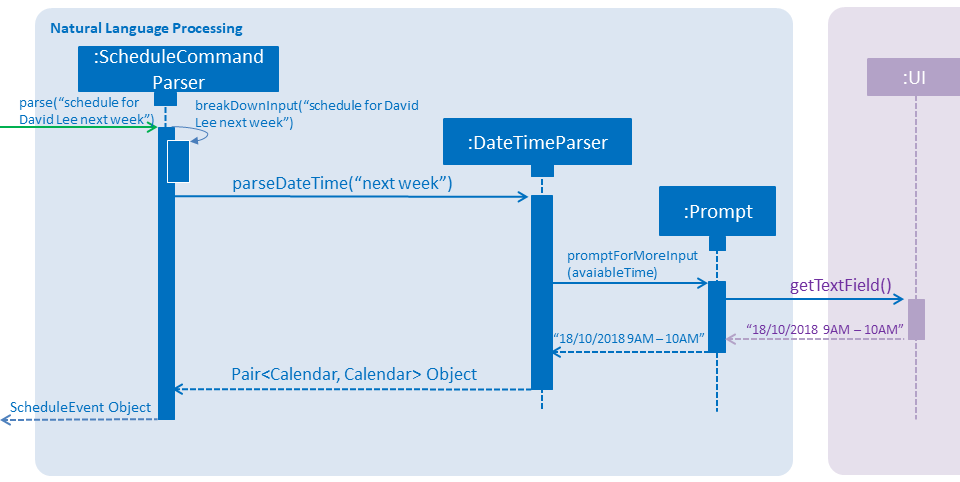 Natural Language Processing
:ScheduleCommand
Parser
:UI
parse(“schedule for
David Lee next week”)
breakDownInput(“schedule for David
Lee next week”)
:DateTimeParser
parseDateTime(“next week”)
:Prompt
promptForMoreInput
(avaiableTime)
getTextField()
“18/10/2018 9AM – 10AM”
“18/10/2018 9AM – 10AM”
Pair<Calendar, Calendar> Object
ScheduleEvent Object